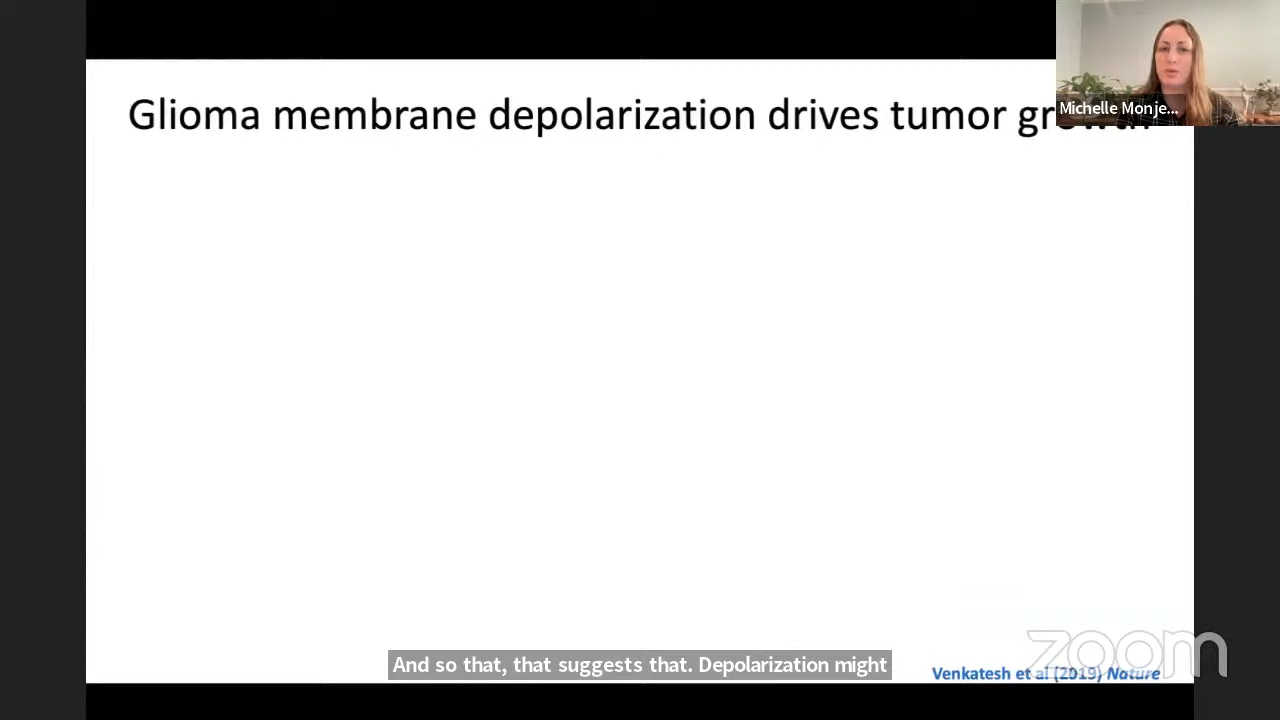 Glioma membrane depolarization drives tumor growth
Michelle Monje...
And so that, that suggests that. Depolarization might
Venkatesh et al (2019) Nature
zoom